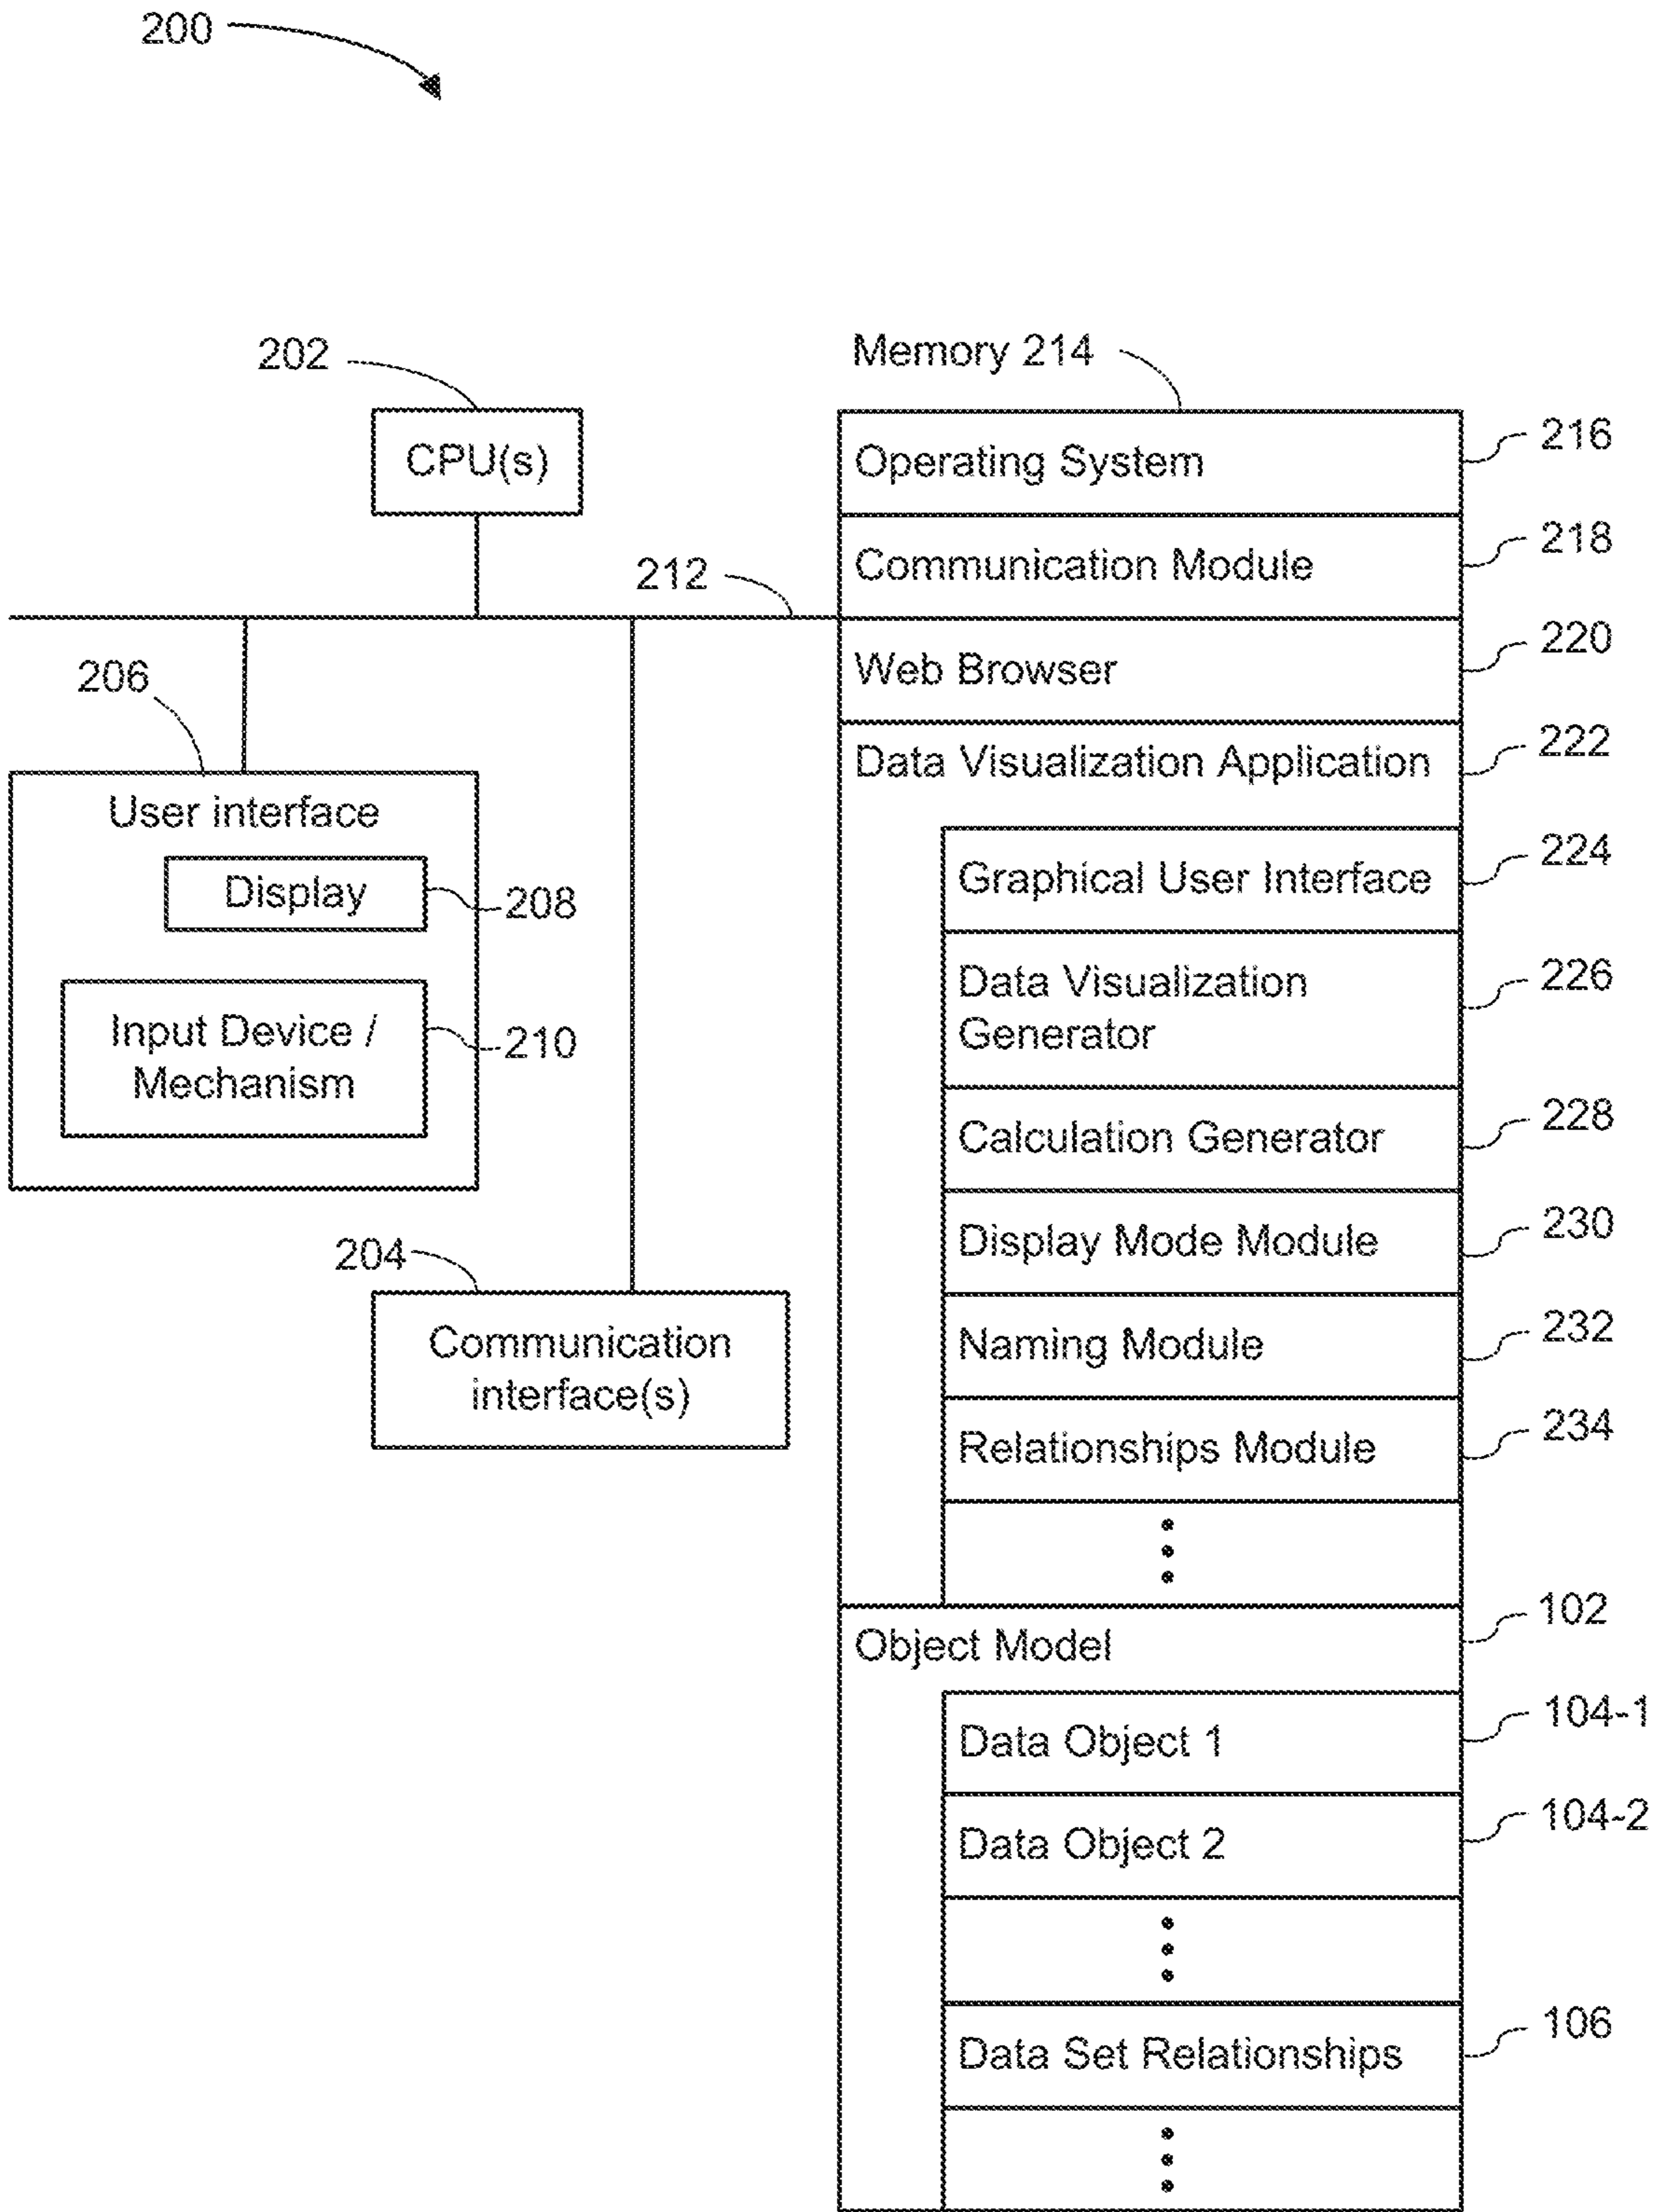 200
202
CPU(s)
212
206
User interface
Display
208
Input Device /
Mechanism
210
204
Communication
interface(s)
Memory 214
Operating System
216
Communication Module
218
Web Browser
220
Data Visualization Application
222
Graphical User Interface
224
Data Visualization
Generator
226
Calculation Generator
228
Display Mode Module
230
Naming Module
232
Relationships Module
234
Object Model
102
Data Object 1
104-1
Data Object 2
104-2
Data Set Relationships
106